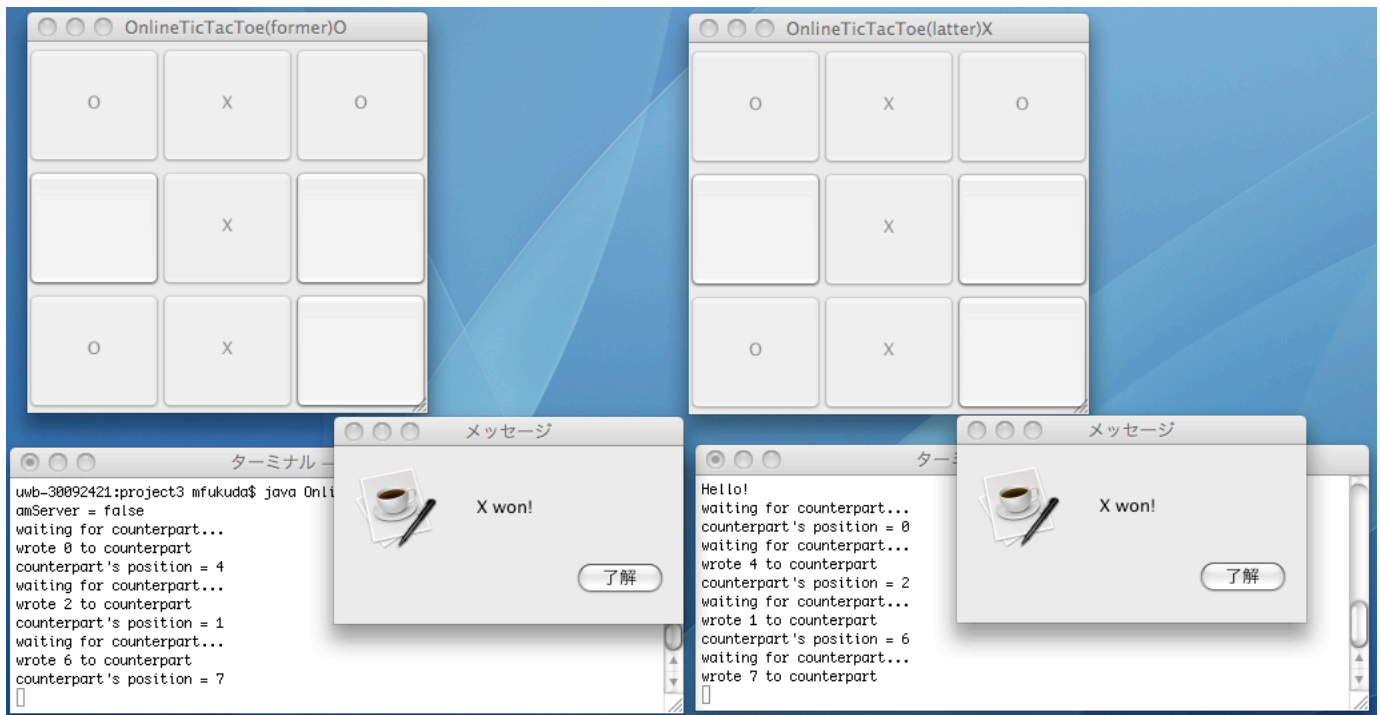 OnlineTicTacToe(former)O
O X O
X
O X
OnlineTicTacToe(latter)X
O X O
X
O X
ターミナル —
uwb-30092421:project3 mfukuda$ java Onli
amServer = false
waiting for counterpart...
wrote 0 to counterpart
counterpart's position = 4
waiting for counterpart...
wrote 2 to counterpart
counterpart's position = 1
waiting for counterpart...
wrote 6 to counterpart
counterpart's position = 7
メッセージ
X won!
了解
ターミ
Hello!
waiting for counterpart...
counterpart's position = 0
waiting for counterpart...
wrote 4 to counterpart
counterpart's position = 2
waiting for counterpart...
wrote 1 to counterpart
counterpart's position = 6
waiting for counterpart...
wrote 7 to counterpart
メッセージ
X won!
了解